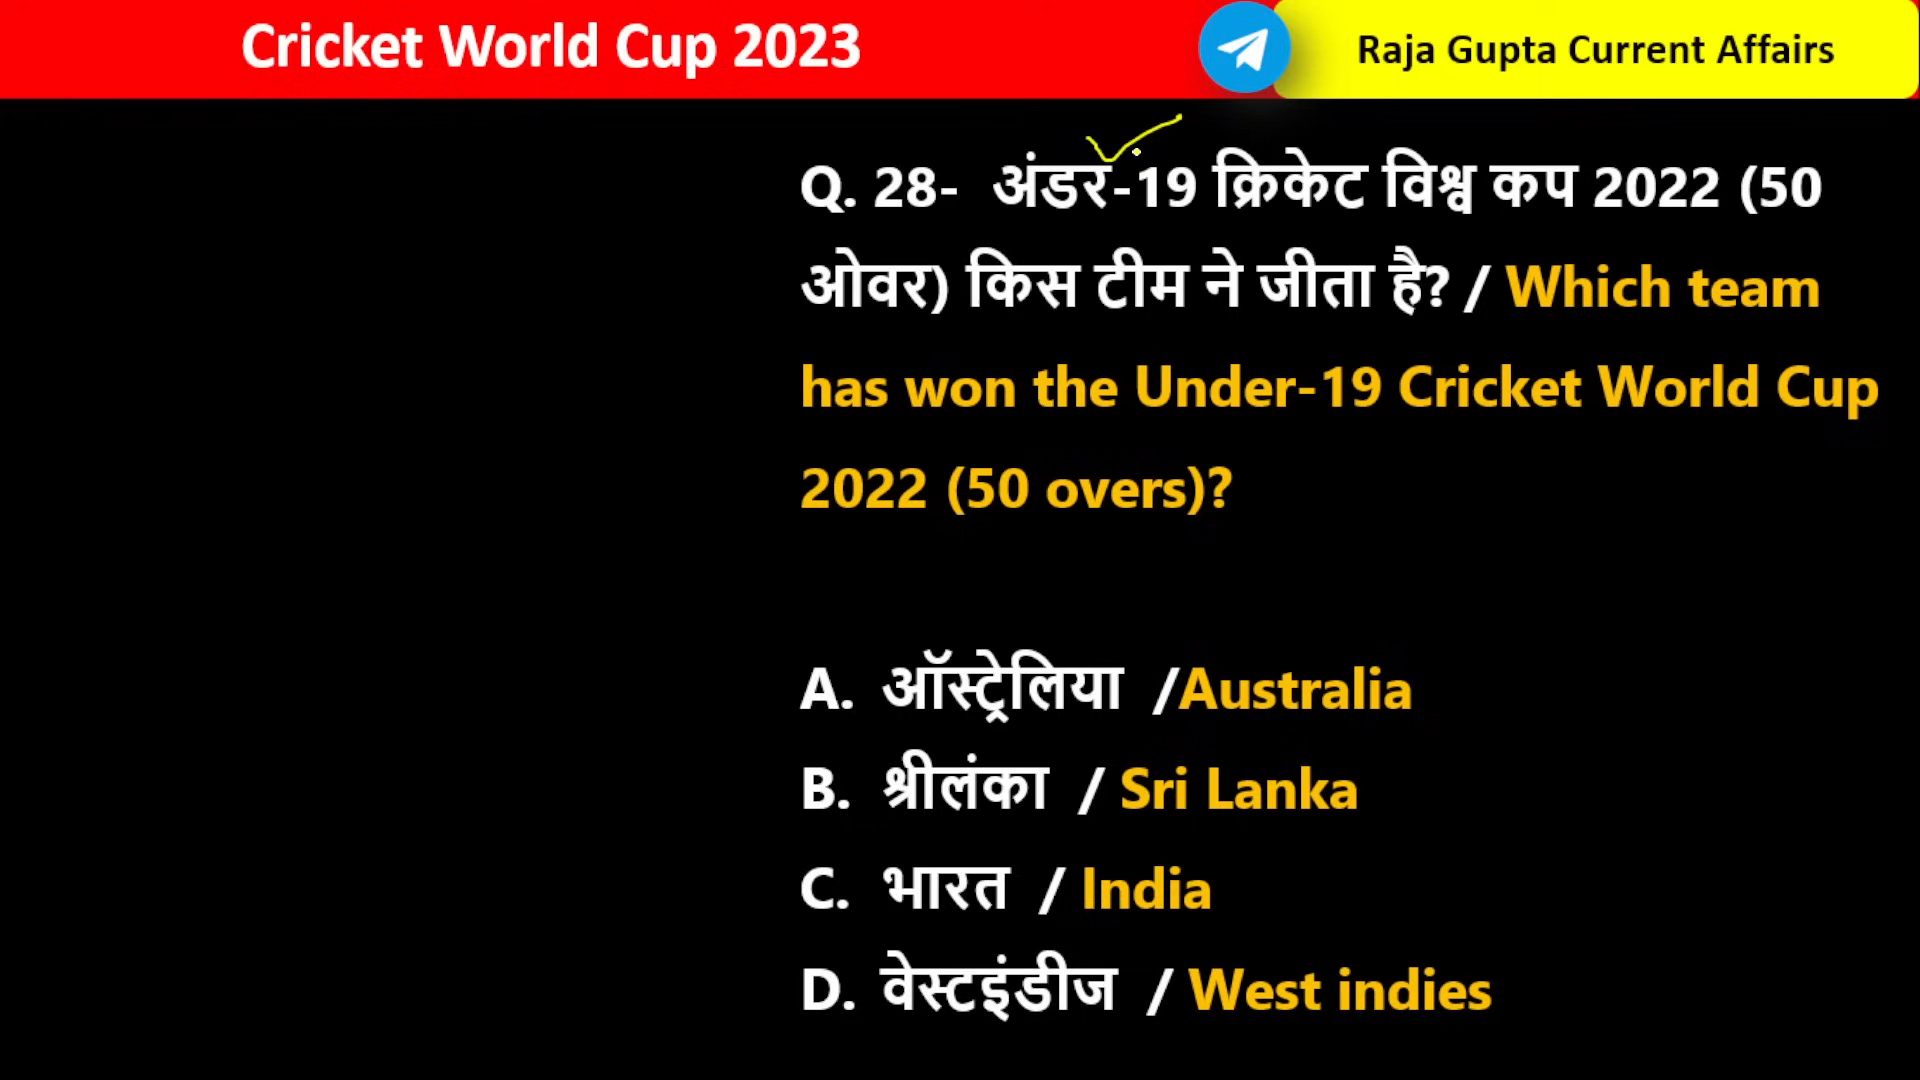 Cricket World Cup 2023
Raja Gupta Current Affairs
Q. 28- अंडर-19 क्रिकेट विश्व कप 2022 (50
ओवर) किस टीम ने जीता है? / Which team
has won the Under-19 Cricket World Cup
2022 (50 overs)?
A. ऑस्ट्रेलिया /Australia
B. श्रीलंका / Sri Lanka
C. भारत / India
D. वेस्टइंडीज / West indies